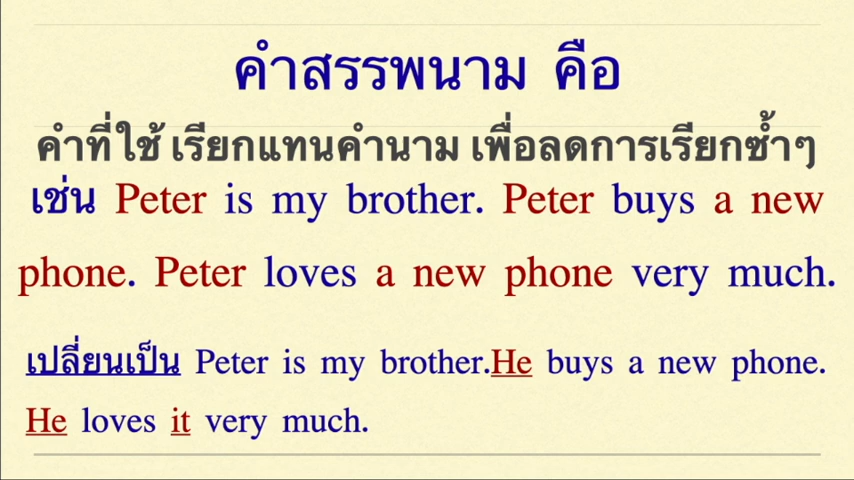 คำสรรพนาม คือ
คำที่ใช้ เรียกแทนคำนาม เพื่อลดการเรียกซ้ำๆ
เช่น Peter is my brother. Peter buys a new
phone. Peter loves a new phone very much.
เปลี่ยนเป็น Peter is my brother.He buys a new phone.
He loves it very much.